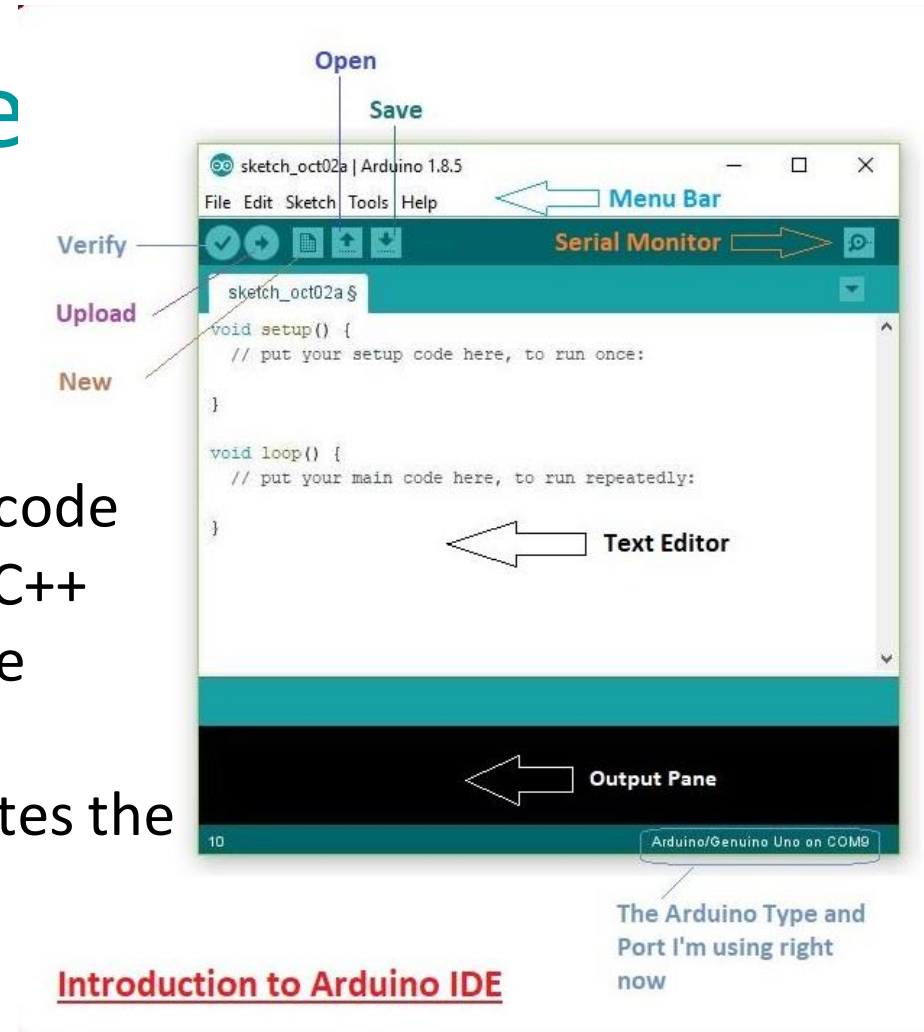 e
Open
Save
sketch_oct02a | Arduino 1.8.5
File Edit Sketch Tools Help
Menu Bar
Verify
Serial Monitor
Upload
sketch_oct02a §
New
void setup() {
// put your setup code here, to run once:
}
void loop() {
// put your main code here, to run repeatedly:
}
Text Editor
code
C++
e
tes the
Output Pane
10
Arduino/Genuino Uno on COM9
The Arduino Type and
Port I'm using right
now
Introduction to Arduino IDE